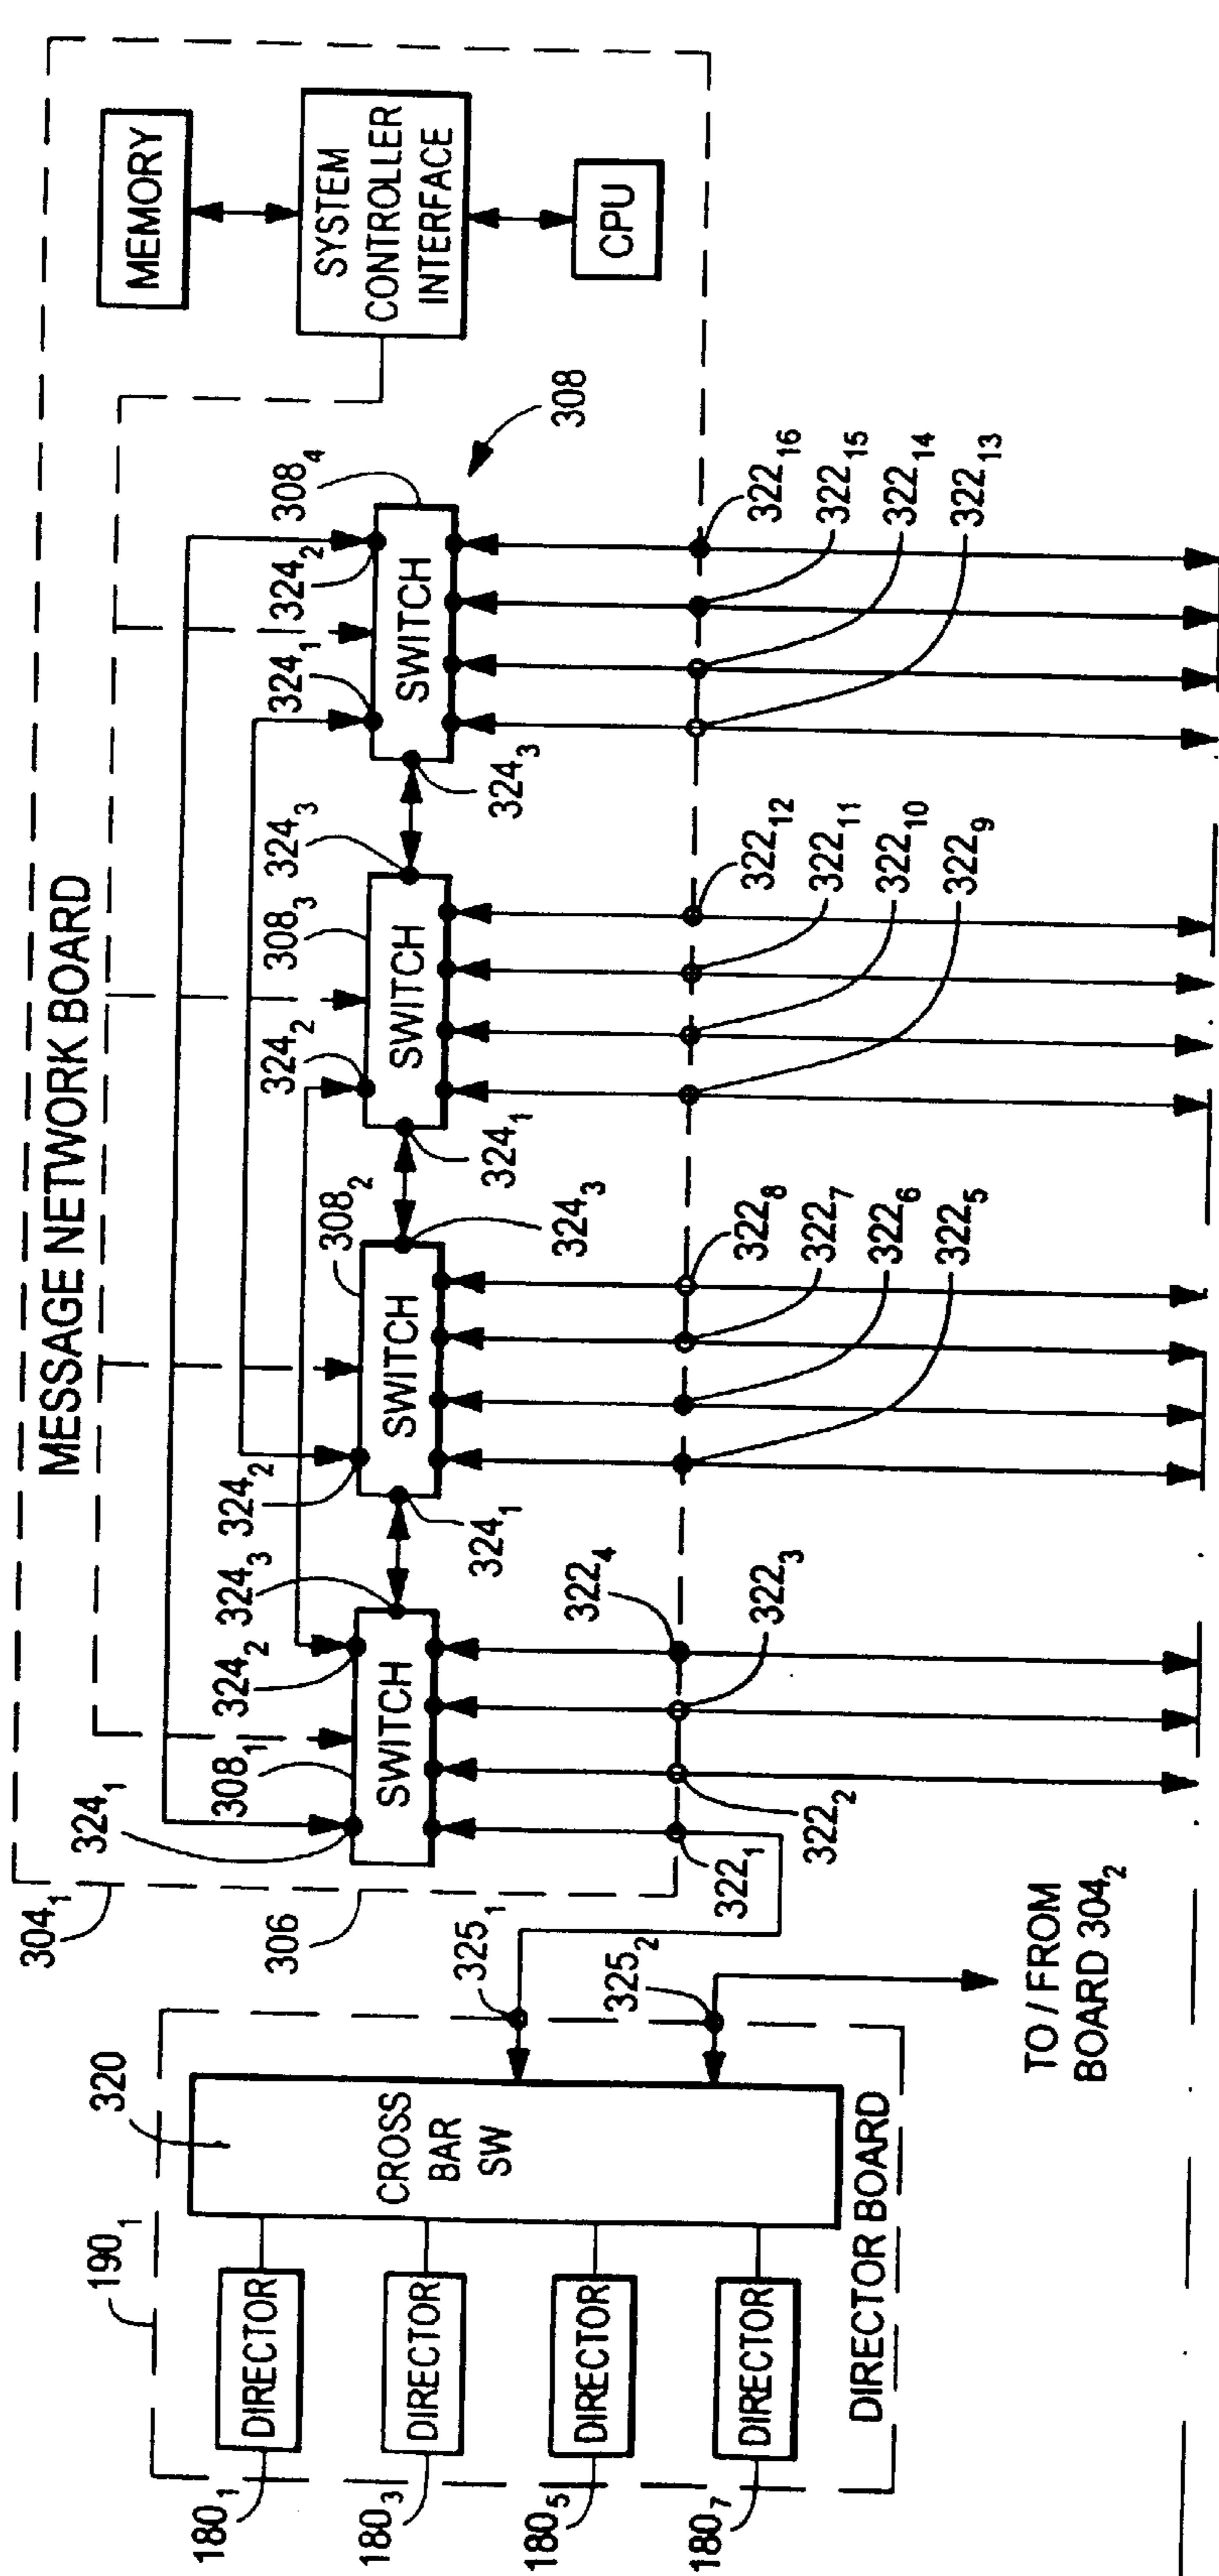 MESSAGE NETWORK BOARD
MEMORY
SYSTEM
CONTROLLER
INTERFACE
CPU
304₁
306
308
324₁
308₁
SWITCH
324₂
324₃
324₁
324₂
308₂
SWITCH
324₃
324₁
324₂
308₃
SWITCH
324₃
324₃
324₁
324₂
308₄
SWITCH
322₁
322₂
322₃
322₄
322₅
322₆
322₇
322₈
322₉
322₁₀
322₁₁
322₁₂
322₁₃
322₁₄
322₁₅
322₁₆
190₁
320
CROSS
BAR
SW
325₁
325₂
TO / FROM
BOARD 304₂
DIRECTOR
DIRECTOR
DIRECTOR
DIRECTOR
180₁
180₃
180₅
180₇
DIRECTOR BOARD